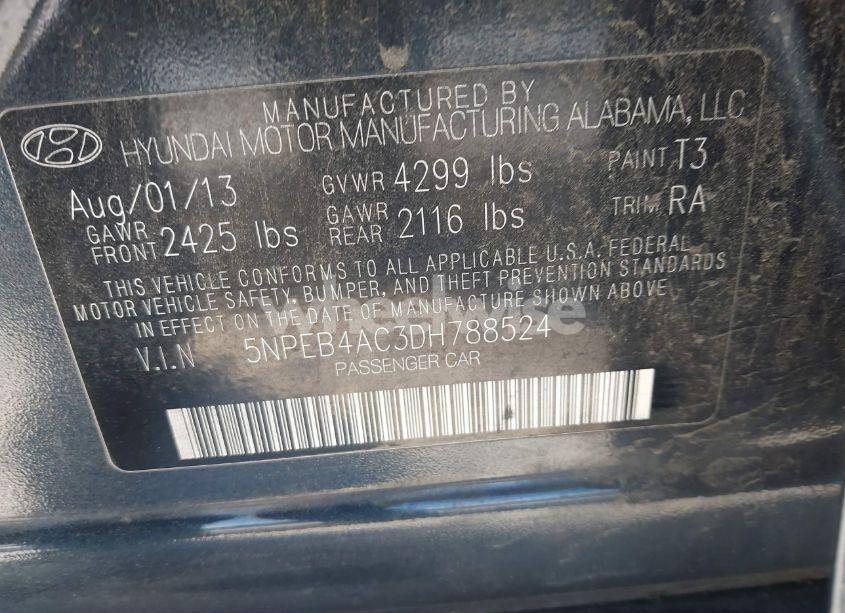 MANUFACTURED BY
HYUNDAI MOTOR MANUFACTURING ALABAMA, LLC
Aug/01/13 GVWR 4299 lbs PAINT T3
GAWR FRONT 2425 lbs GAWR REAR 2116 lbs TRIM RA
THIS VEHICLE CONFORMS TO ALL APPLICABLE U.S.A. FEDERAL
MOTOR VEHICLE SAFETY, BUMPER, AND THEFT PREVENTION STANDARDS
IN EFFECT ON THE DATE OF MANUFACTURE SHOWN ABOVE
wheelwise
V.I.N 5NPEB4AC3DH788524
PASSENGER CAR